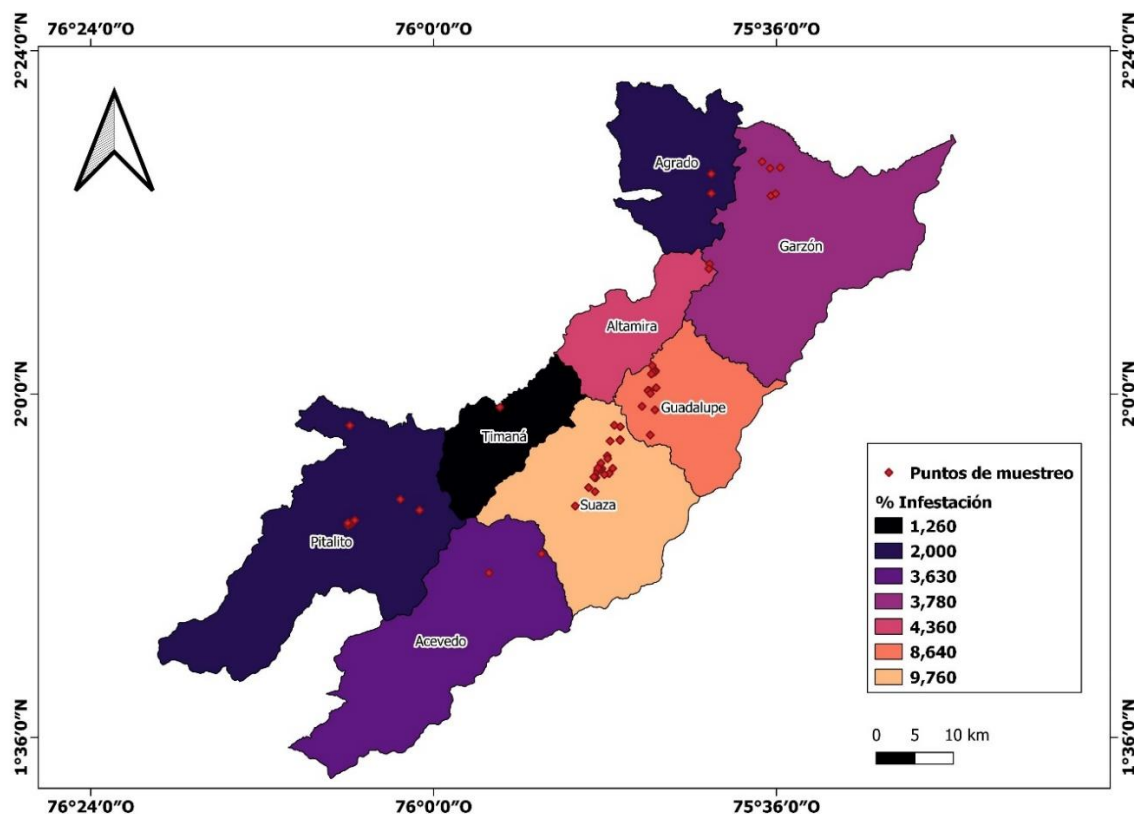 76°24′0″O 76°0′0″O 75°36′0″O
2°24′0″N 2°24′0″N
Agrado
Garzón
Altamira
2°0′0″N 2°0′0″N
Guadalupe
Timaná
Suaza
Pitalito
Acevedo
Puntos de muestreo
% Infestación
1,260
2,000
3,630
3,780
4,360
8,640
9,760
0 5 10 km
1°36′0″N 1°36′0″N
76°24′0″O 76°0′0″O 75°36′0″O